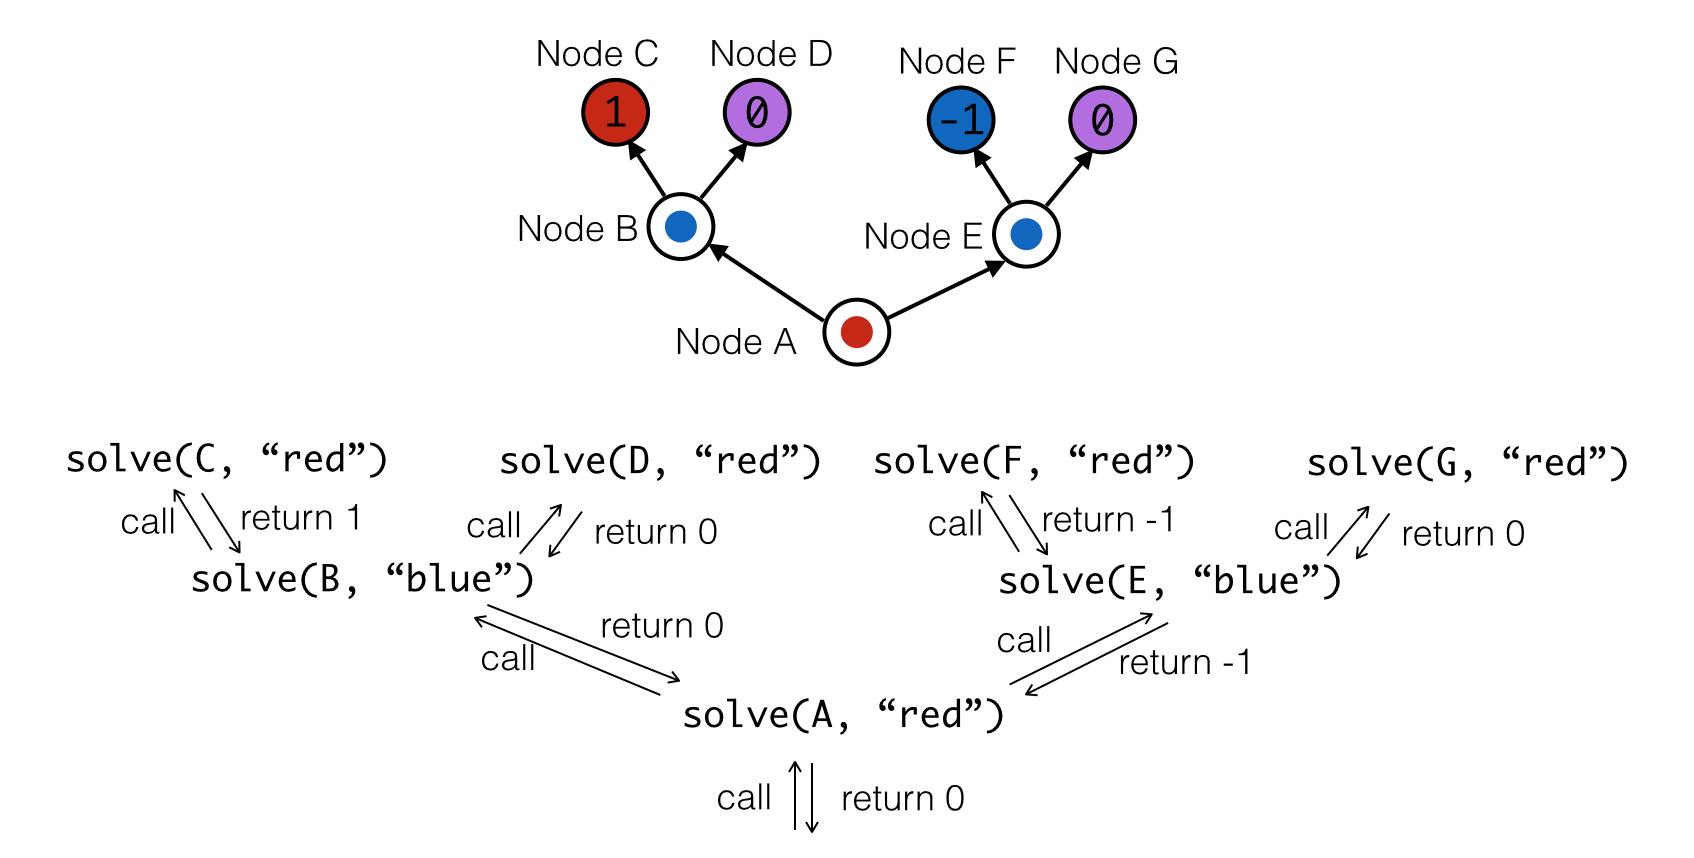 Node C
Node D
Node F
Node G
1
0
-1
0
Node B
Node E
Node A
solve(C, “red”)
solve(D, “red”)
solve(F, “red”)
solve(G, “red”)
call
return 1
call
return 0
call
return -1
call
return 0
solve(B, “blue”)
solve(E, “blue”)
return 0
call
call
return -1
solve(A, “red”)
call
return 0